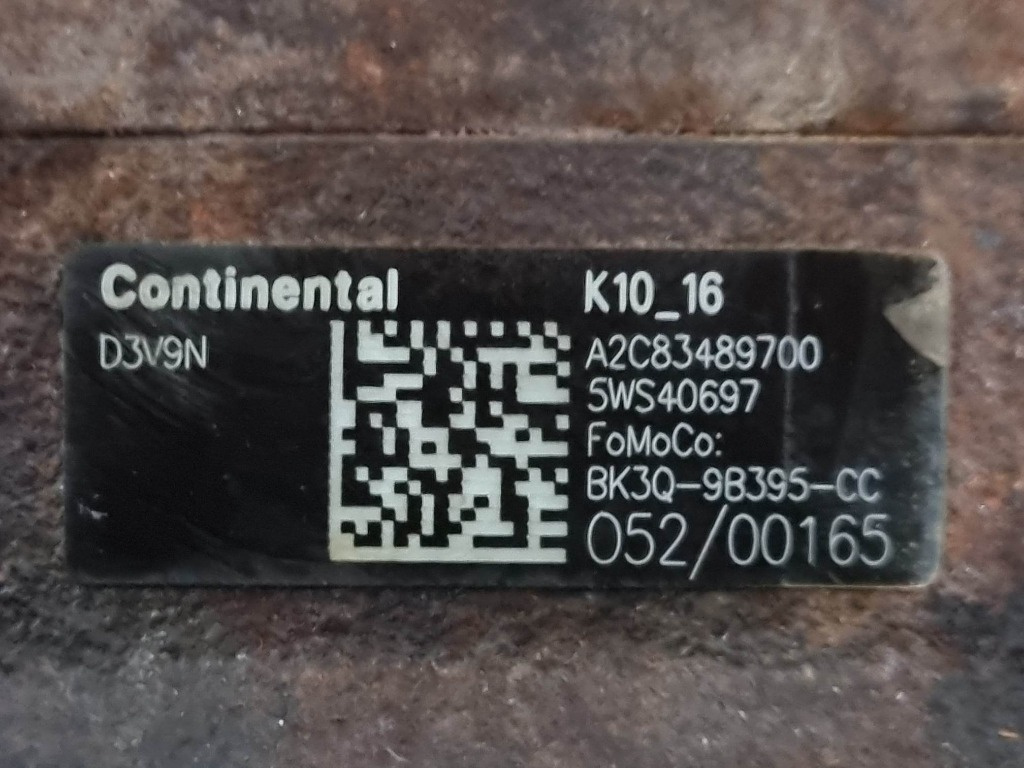 Continental
D3V9N
K10_16
A2C83489700
5WS40697
FoMoCo:
BK3Q-9B395-CC
052/00165